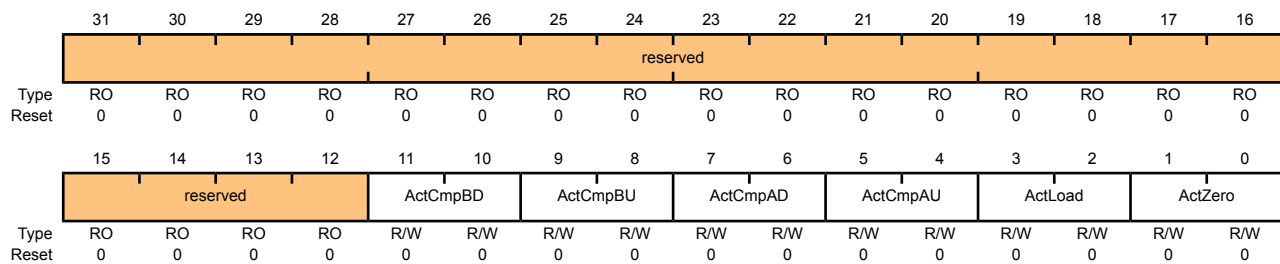 31 30 29 28 27 26 25 24 23 22 21 20 19 18 17 16
reserved
Type RO RO RO RO RO RO RO RO RO RO RO RO RO RO RO RO
Reset 0 0 0 0 0 0 0 0 0 0 0 0 0 0 0 0
15 14 13 12 11 10 9 8 7 6 5 4 3 2 1 0
reserved ActCmpBD ActCmpBU ActCmpAD ActCmpAU ActLoad ActZero
Type RO RO RO RO R/W R/W R/W R/W R/W R/W R/W R/W R/W R/W R/W R/W
Reset 0 0 0 0 0 0 0 0 0 0 0 0 0 0 0 0